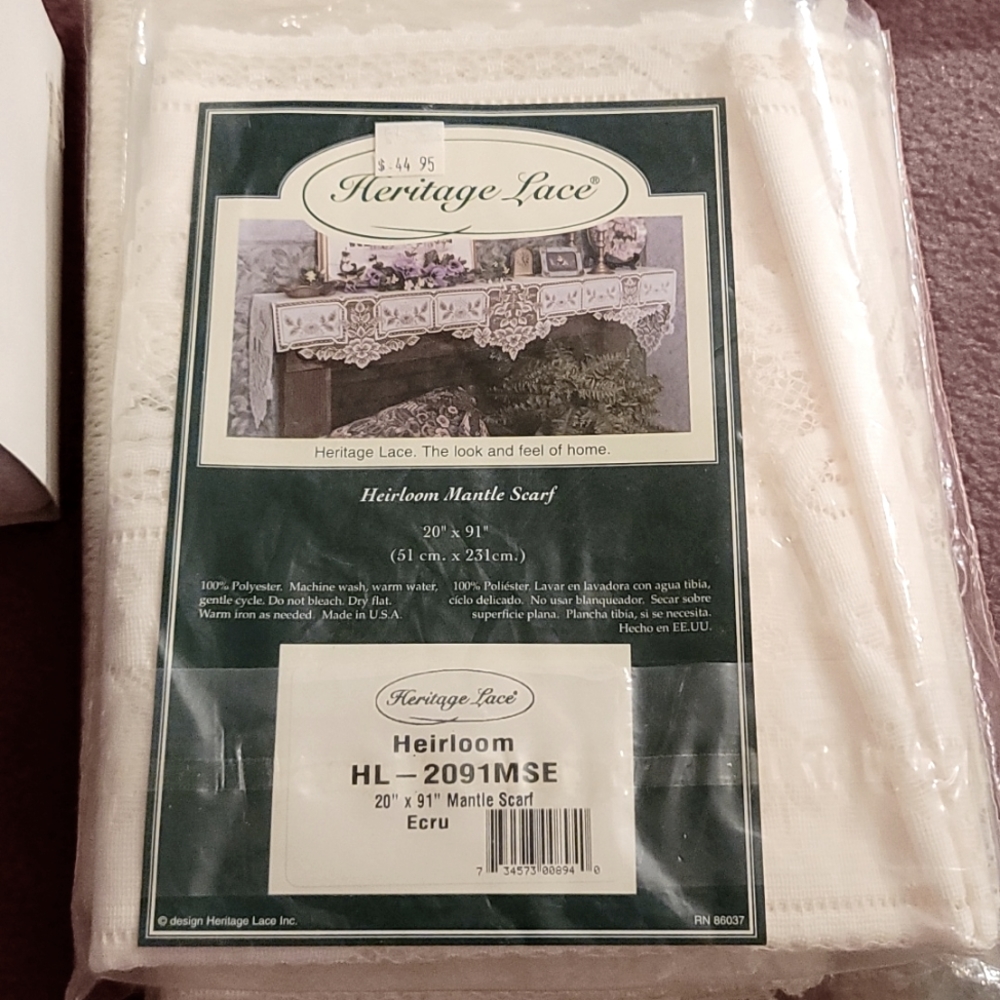 $ 44 95
Heritage Lace®
Heritage Lace. The look and feel of home.
Heirloom Mantle Scarf
20" x 91"
(51 cm. x 231cm.)
100% Polyester. Machine wash, warm water,
gentle cycle. Do not bleach. Dry flat.
Warm iron as needed. Made in U.S.A.
100% Poliéster. Lavar en lavadora con agua tibia,
ciclo delicado. No usar blanqueador. Secar sobre
superficie plana. Plancha tibia, si se necesita.
Hecho en EE.UU.
Heritage Lace®
Heirloom
HL–2091MSE
20" x 91" Mantle Scarf
Ecru
7 34573 00894 0
© design Heritage Lace Inc.
RN 86037